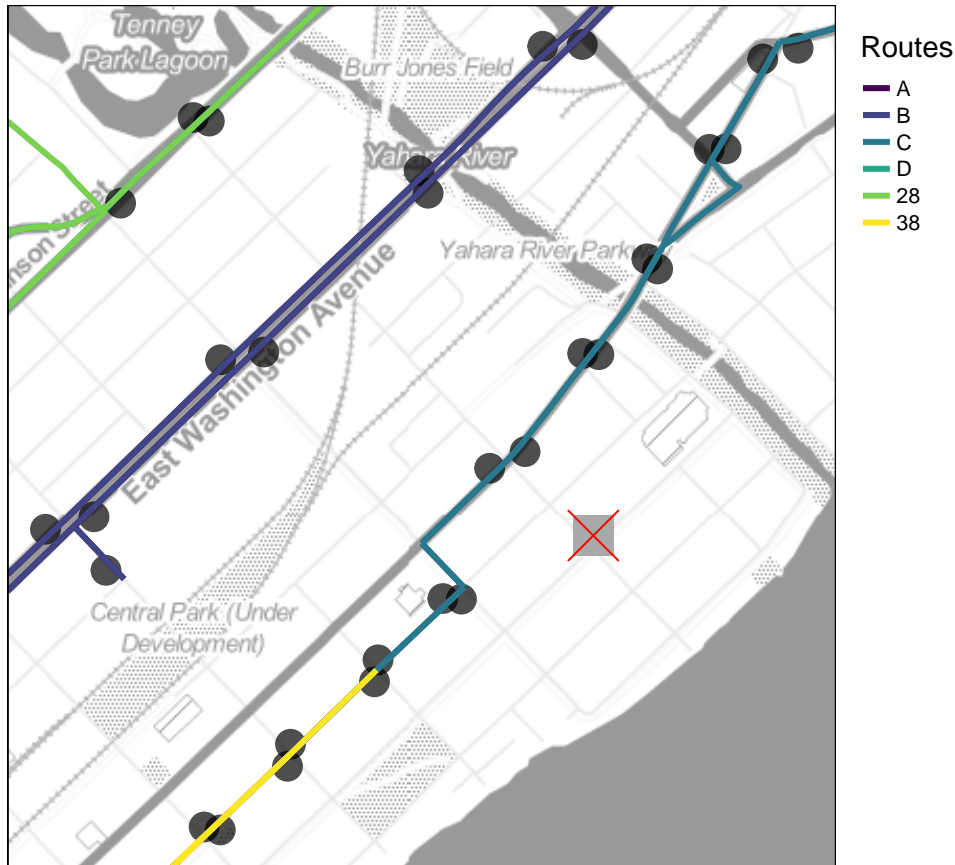 Tenney
Park Lagoon
Burr Jones Field
Yahara River
nson Street
Yahara River Parkway
East Washington Avenue
Central Park (Under
Development)
Routes
A
B
C
D
28
38